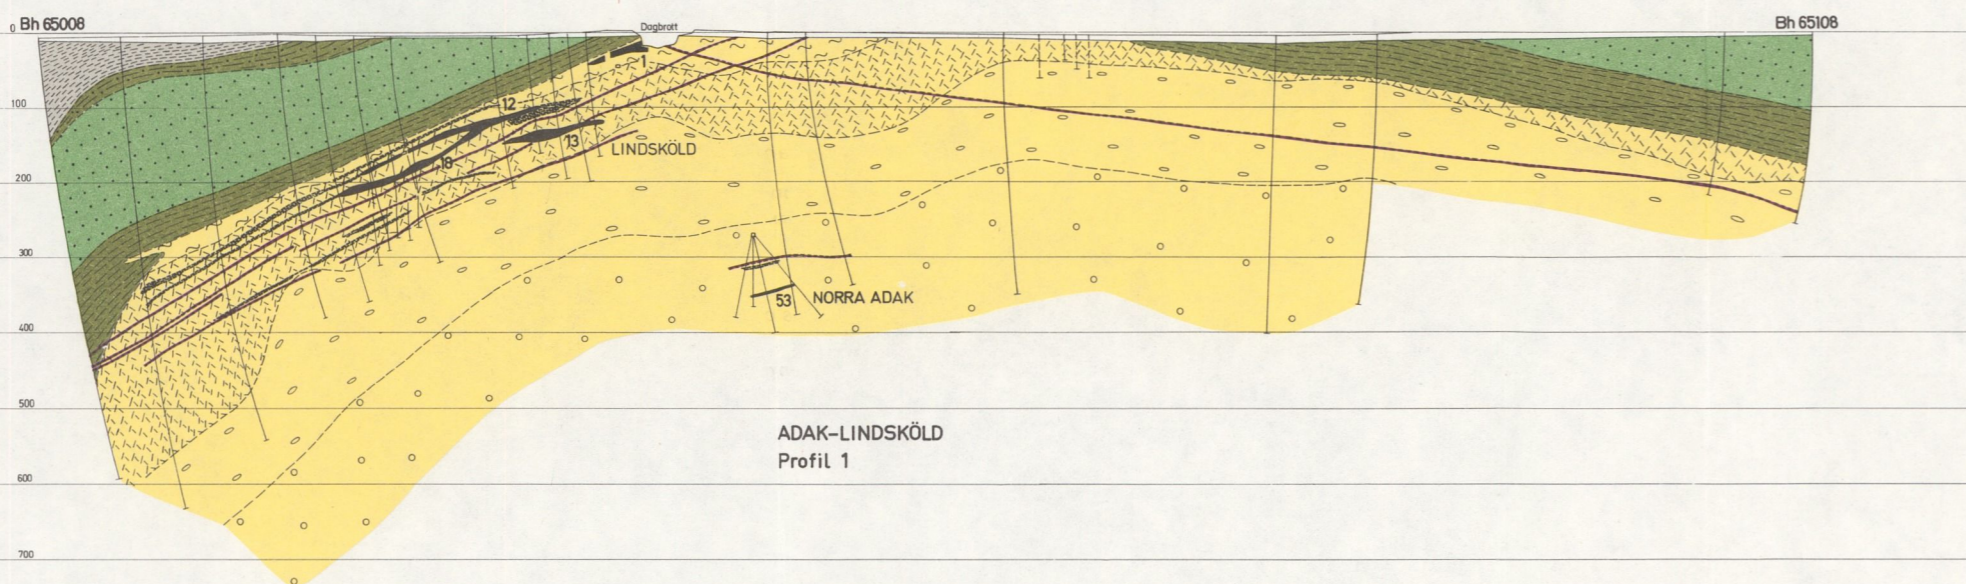 Bh 65008
Dagbrott
Bh 65108
0
1
100
12
13
LINDSKÖLD
18
200
300
53 NORRA ADAK
400
500
ADAK–LINDSKÖLD
Profil 1
600
700